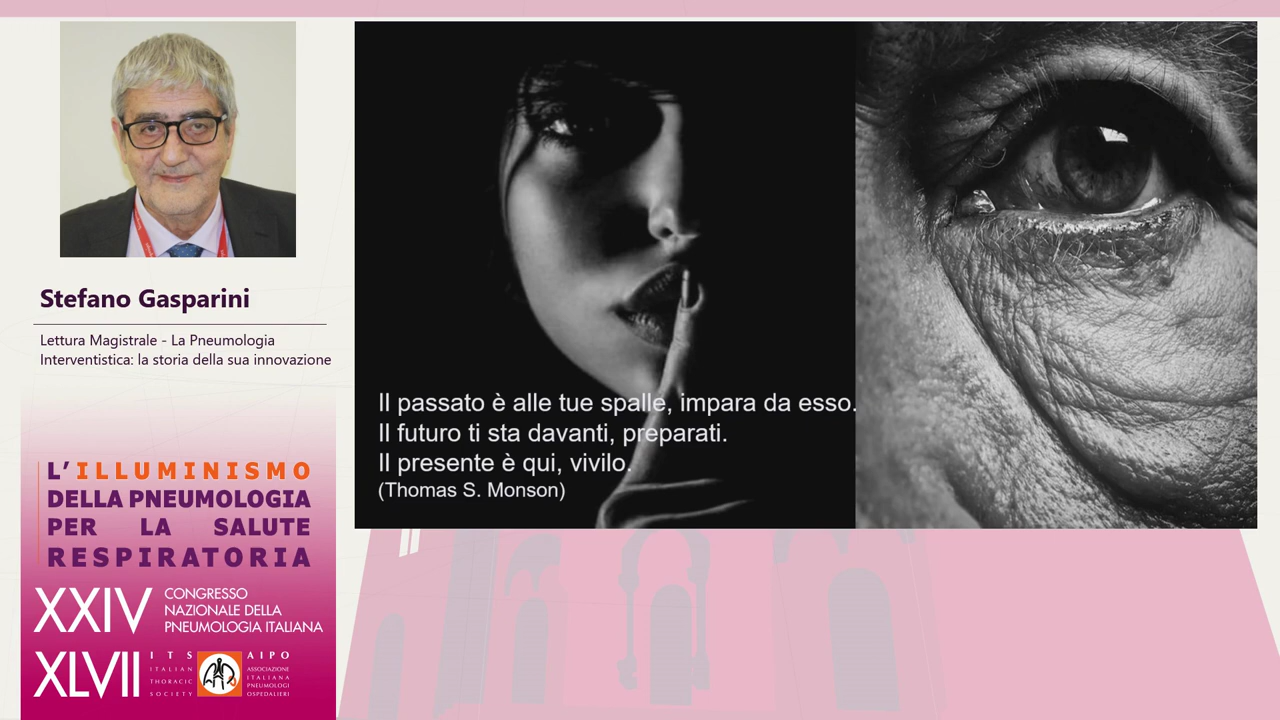 Stefano Gasparini
Lettura Magistrale - La Pneumologia
Interventistica: la storia della sua innovazione
Il passato è alle tue spalle, impara da esso.
Il futuro ti sta davanti, preparati.
Il presente è qui, vivilo.
(Thomas S. Monson)
L’ILLUMINISMO
DELLA PNEUMOLOGIA
PER LA SALUTE
RESPIRATORIA
XXIV
CONGRESSO
NAZIONALE DELLA
PNEUMOLOGIA ITALIANA
XLVII
ITS
ITALIAN
THORACIC
SOCIETY
AIPO
ASSOCIAZIONE
ITALIANA
PNEUMOLOGI
OSPEDALIERI